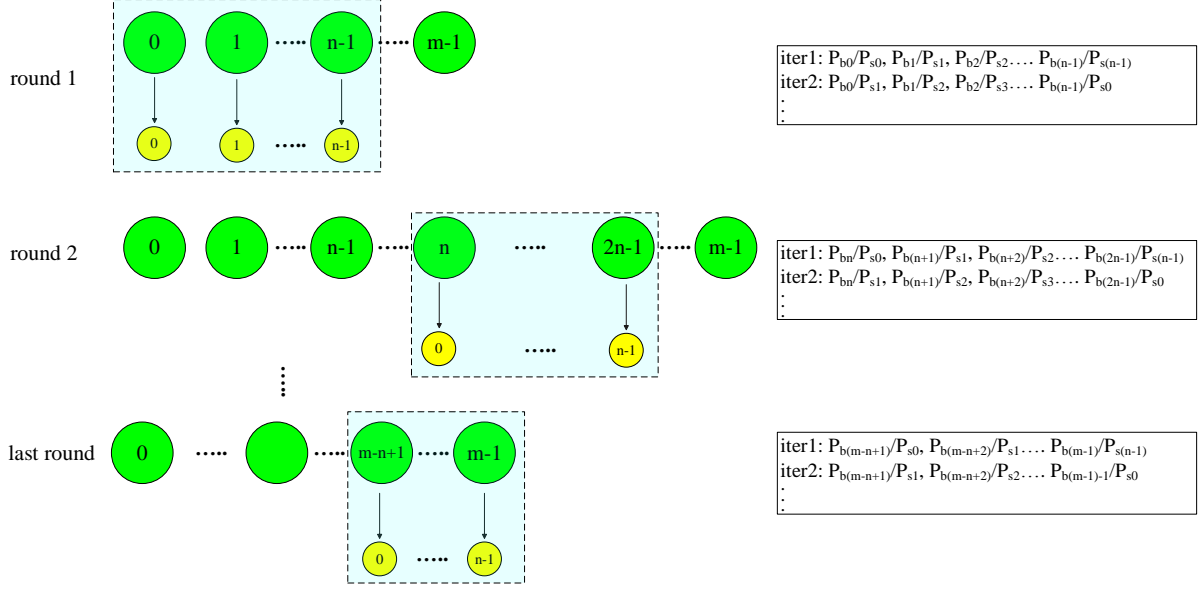 0 1 ..... n-1 ..... m-1
round 1
0 1 ..... n-1
iter1: P_b0/P_s0, P_b1/P_s1, P_b2/P_s2…. P_b(n-1)/P_s(n-1)
iter2: P_b0/P_s1, P_b1/P_s2, P_b2/P_s3…. P_b(n-1)/P_s0
:
:
round 2 0 1 ..... n-1 ..... n ..... 2n-1 ..... m-1
0 ..... n-1
iter1: P_bn/P_s0, P_b(n+1)/P_s1, P_b(n+2)/P_s2…. P_b(2n-1)/P_s(n-1)
iter2: P_bn/P_s1, P_b(n+1)/P_s2, P_b(n+2)/P_s3…. P_b(2n-1)/P_s0
:
:
.....
last round 0 ..... ..... m-n+1 ..... m-1
0 ..... n-1
iter1: P_b(m-n+1)/P_s0, P_b(m-n+2)/P_s1…. P_b(m-1)/P_s(n-1)
iter2: P_b(m-n+1)/P_s1, P_b(m-n+2)/P_s2…. P_b(m-1)-1/P_s0
:
: